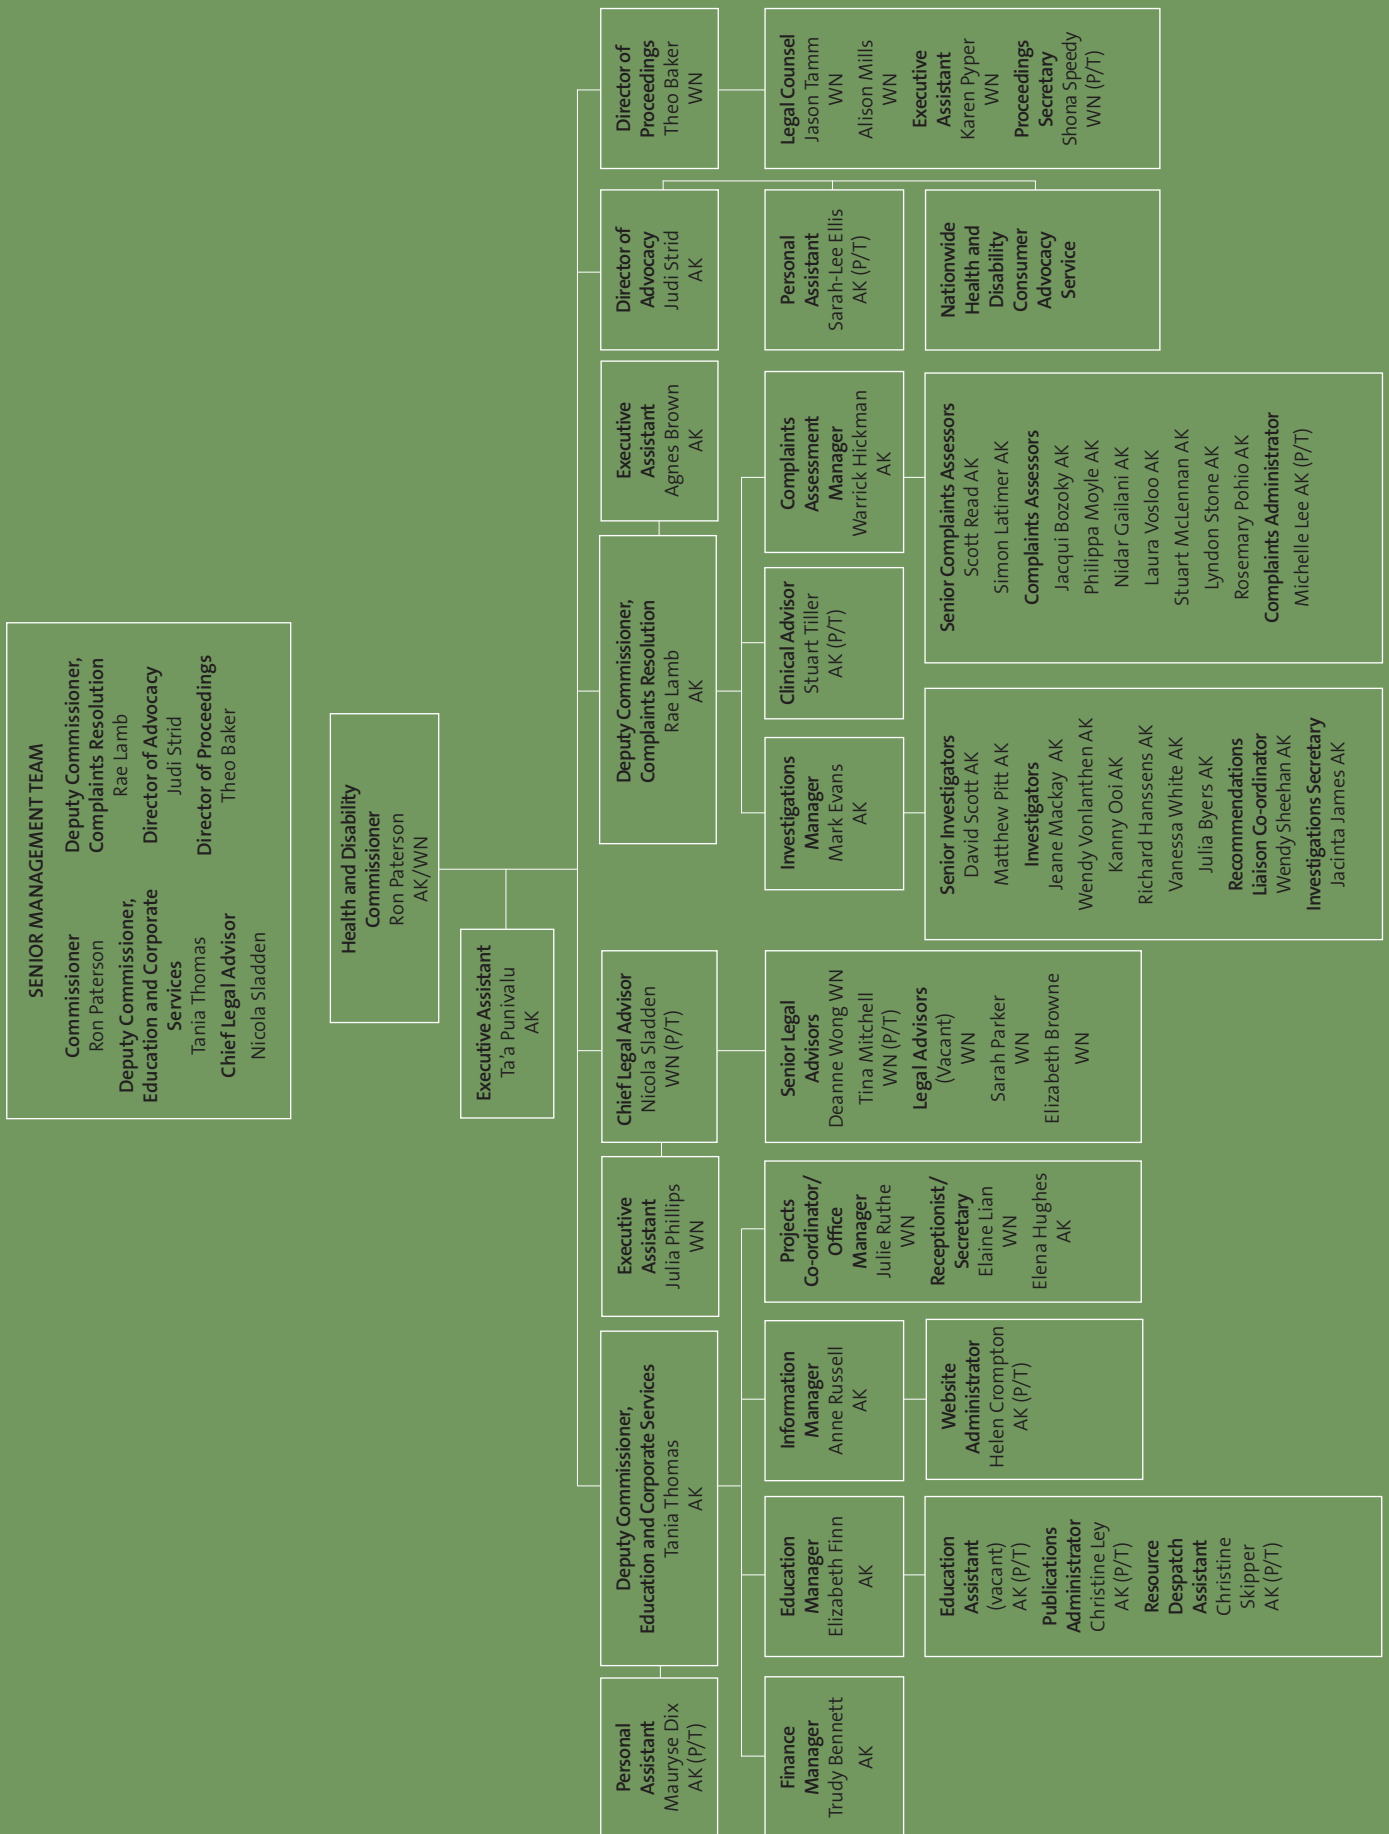 SENIOR MANAGEMENT TEAM
Commissioner
Ron Paterson
Deputy Commissioner,
Education and Corporate
Services
Tania Thomas
Chief Legal Advisor
Nicola Sladden
Deputy Commissioner,
Complaints Resolution
Rae Lamb
Director of Advocacy
Judi Strid
Director of Proceedings
Theo Baker
Health and Disability
Commissioner
Ron Paterson
AK/WN
Executive Assistant
Ta'a Punivalu
AK
Personal
Assistant
Mauryse Dix
AK (P/T)
Deputy Commissioner,
Education and Corporate Services
Tania Thomas
AK
Executive
Assistant
Julia Phillips
WN
Chief Legal Advisor
Nicola Sladden
WN (P/T)
Deputy Commissioner,
Complaints Resolution
Rae Lamb
AK
Executive
Assistant
Agnes Brown
AK
Director of
Advocacy
Judi Strid
AK
Director of
Proceedings
Theo Baker
WN
Finance
Manager
Trudy Bennett
AK
Education
Manager
Elizabeth Finn
AK
Information
Manager
Anne Russell
AK
Projects
Co-ordinator/
Office
Manager
Julie Ruthe
WN
Receptionist/
Secretary
Elaine Lian
WN
Elena Hughes
AK
Senior Legal
Advisors
Deanne Wong WN
Tina Mitchell
WN (P/T)
Legal Advisors
(Vacant)
WN
Sarah Parker
WN
Elizabeth Browne
WN
Investigations
Manager
Mark Evans
AK
Clinical Advisor
Stuart Tiller
AK (P/T)
Complaints
Assessment
Manager
Warrick Hickman
AK
Personal
Assistant
Sarah-Lee Ellis
AK (P/T)
Legal Counsel
Jason Tamm
WN
Alison Mills
WN
Executive
Assistant
Karen Pyper
WN
Proceedings
Secretary
Shona Speedy
WN (P/T)
Education
Assistant
(vacant)
AK (P/T)
Publications
Administrator
Christine Ley
AK (P/T)
Resource
Despatch
Assistant
Christine
Skipper
AK (P/T)
Website
Administrator
Helen Crompton
AK (P/T)
Senior Investigators
David Scott AK
Matthew Pitt AK
Investigators
Jeane Mackay AK
Wendy Vonlanthen AK
Kanny Ooi AK
Richard Hanssens AK
Vanessa White AK
Julia Byers AK
Recommendations
Liaison Co-ordinator
Wendy Sheehan AK
Investigations Secretary
Jacinta James AK
Senior Complaints Assessors
Scott Read AK
Simon Latimer AK
Complaints Assessors
Jacqui Bozoky AK
Philippa Moyle AK
Nidar Gailani AK
Laura Vosloo AK
Stuart McLennan AK
Lyndon Stone AK
Rosemary Pohio AK
Complaints Administrator
Michelle Lee AK (P/T)
Nationwide
Health and
Disability
Consumer
Advocacy
Service